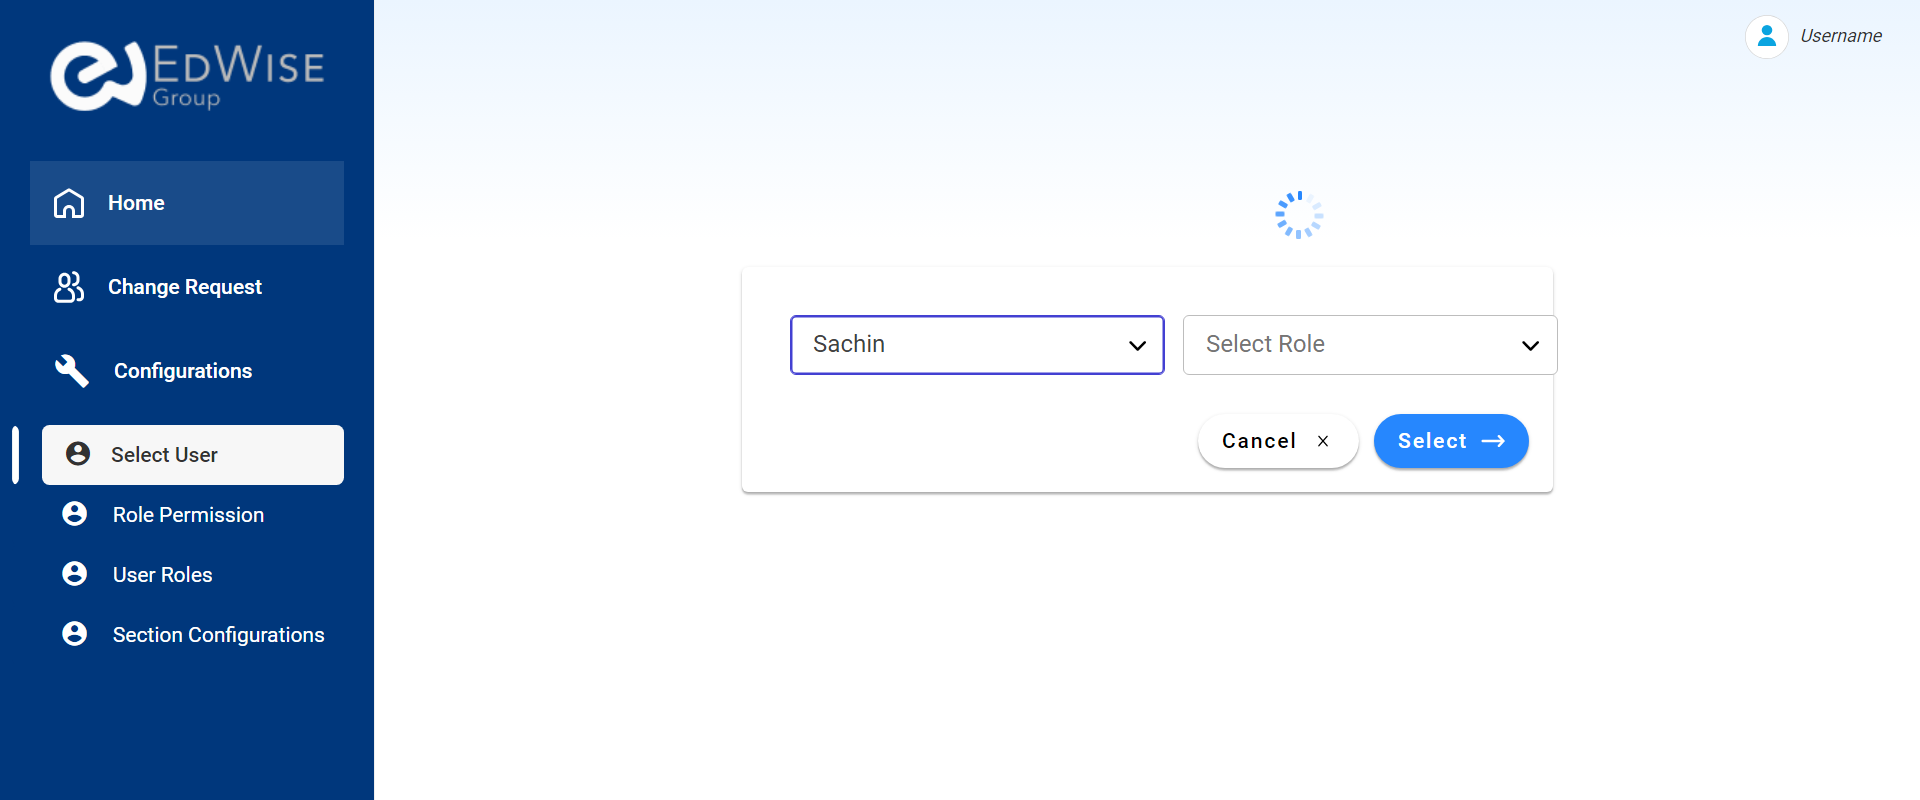 EDWISE
Group
Username
Home
Change Request
Configurations
Select User
Role Permission
User Roles
Section Configurations
Sachin
Select Role
Cancel
Select